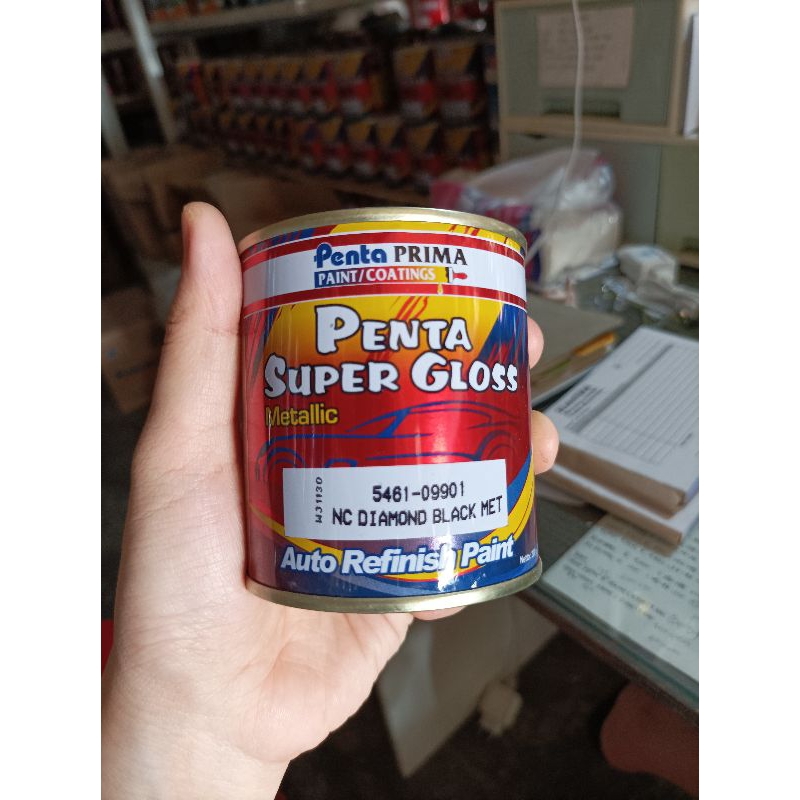 Penta PRIMA
PAINT/COATINGS
PENTA
SUPER GLOSS
Metallic
5461-09901
NC DIAMOND BLACK MET
W31130
Auto Refinish Paint